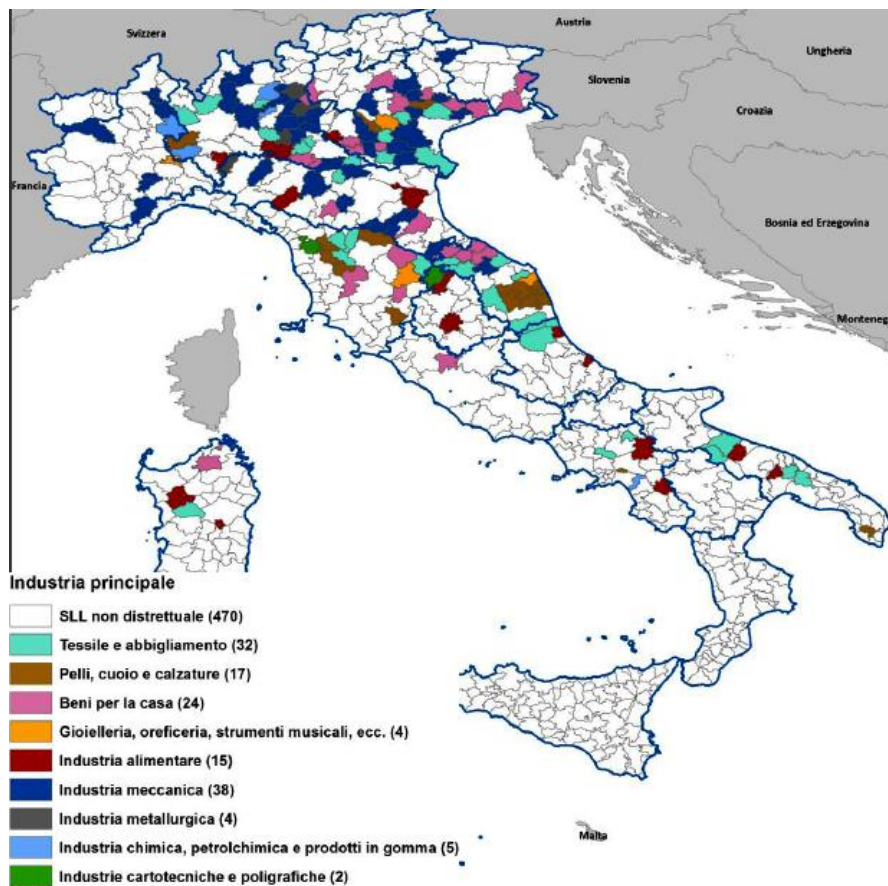 Austria
Svizzera
Ungheria
Slovenia
Croazia
Francia
Bosnia ed Erzegovina
Monteneg
Industria principale
SLL non distrettuale (470)
Tessile e abbigliamento (32)
Pelli, cuoio e calzature (17)
Beni per la casa (24)
Gioielleria, oreficeria, strumenti musicali, ecc. (4)
Industria alimentare (15)
Industria meccanica (38)
Industria metallurgica (4)
Industria chimica, petrolchimica e prodotti in gomma (5)
Industrie cartotecniche e poligrafiche (2)
Malta